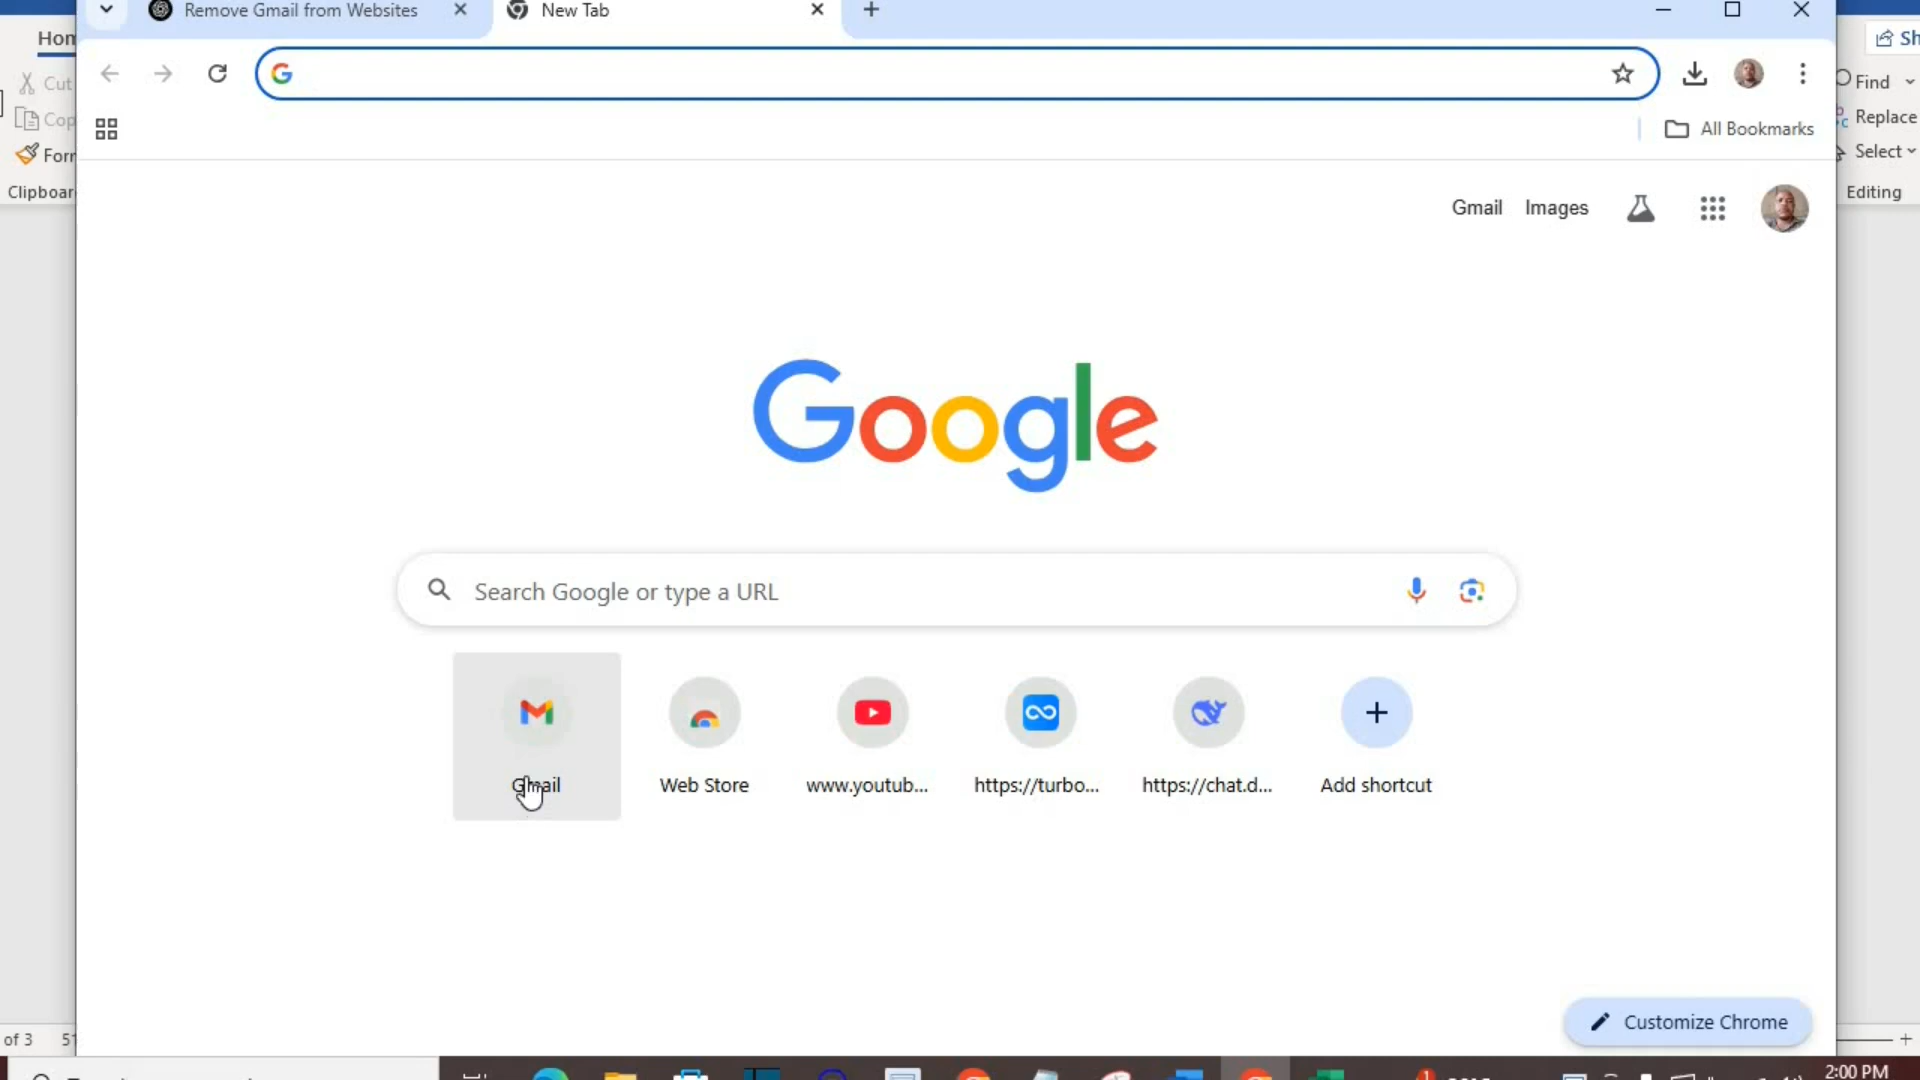 Remove Gmail from Websites
New Tab
Hom
Sh
Cut
Find
Cop
Replace
All Bookmarks
Forr
Select
Clipboar
Editing
Gmail
Images
Google
Search Google or type a URL
Gmail
Web Store
www.youtub...
https://turbo...
https://chat.d...
Add shortcut
Customize Chrome
of 3
2:00 PM